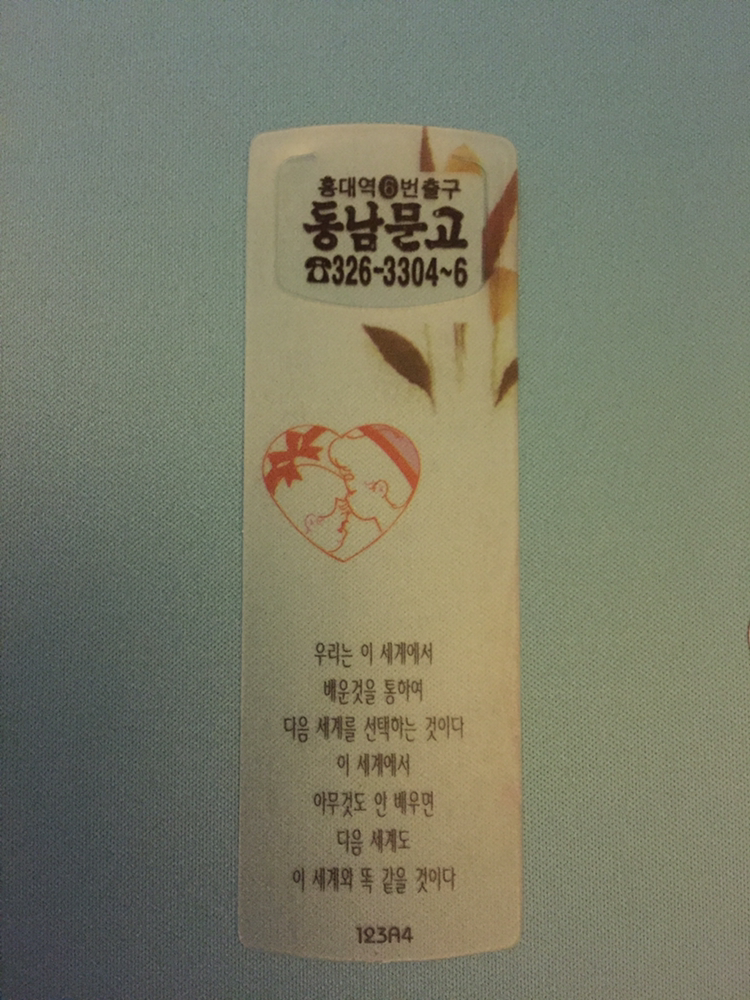 홍대역6번출구
동남문고
☎326-3304~6
우리는 이 세계에서
배운것을 통하여
다음 세계를 선택하는 것이다
이 세계에서
아무것도 안 배우면
다음 세계도
이 세계와 똑 같을 것이다
123A4